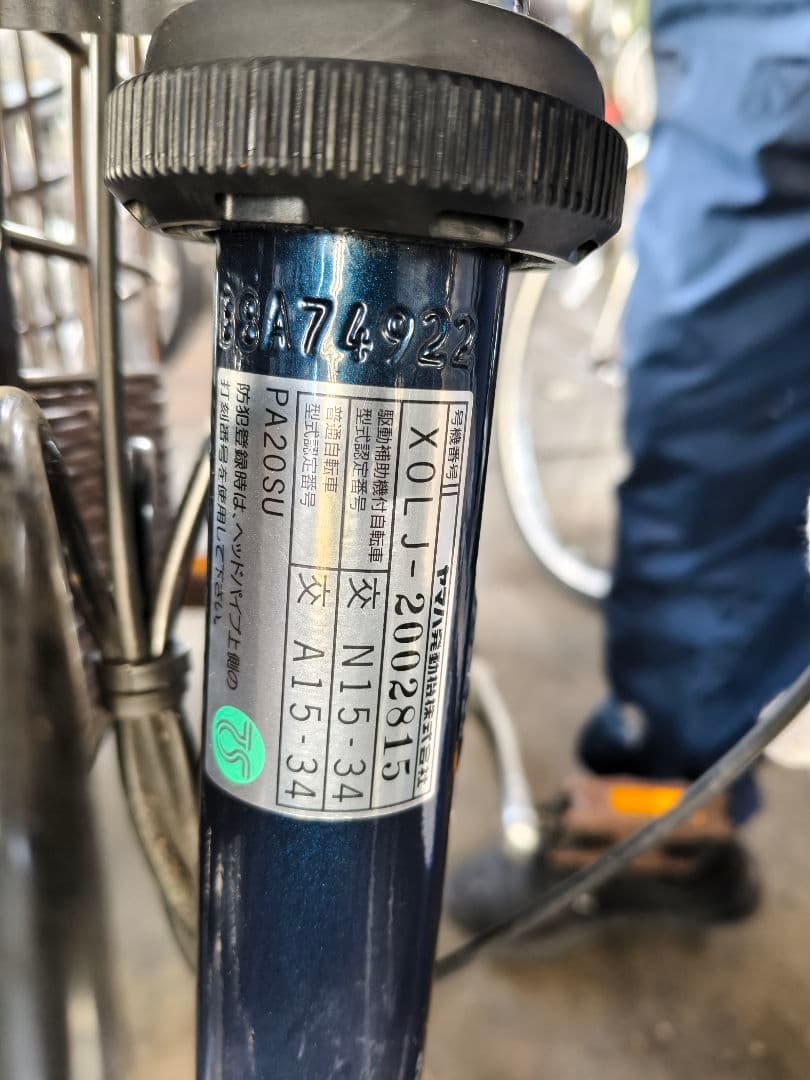 88A74922
ヤマハ発動機株式会社
号機番号
X0LJ-2002815
駆動補助機付自転車
型式認定番号
交 N15-34
普通自転車
型式認定番号
交 A15-34
PA20SU
防犯登録時は、ヘッドパイプ上側の
打刻番号を使用して下さい。
TS